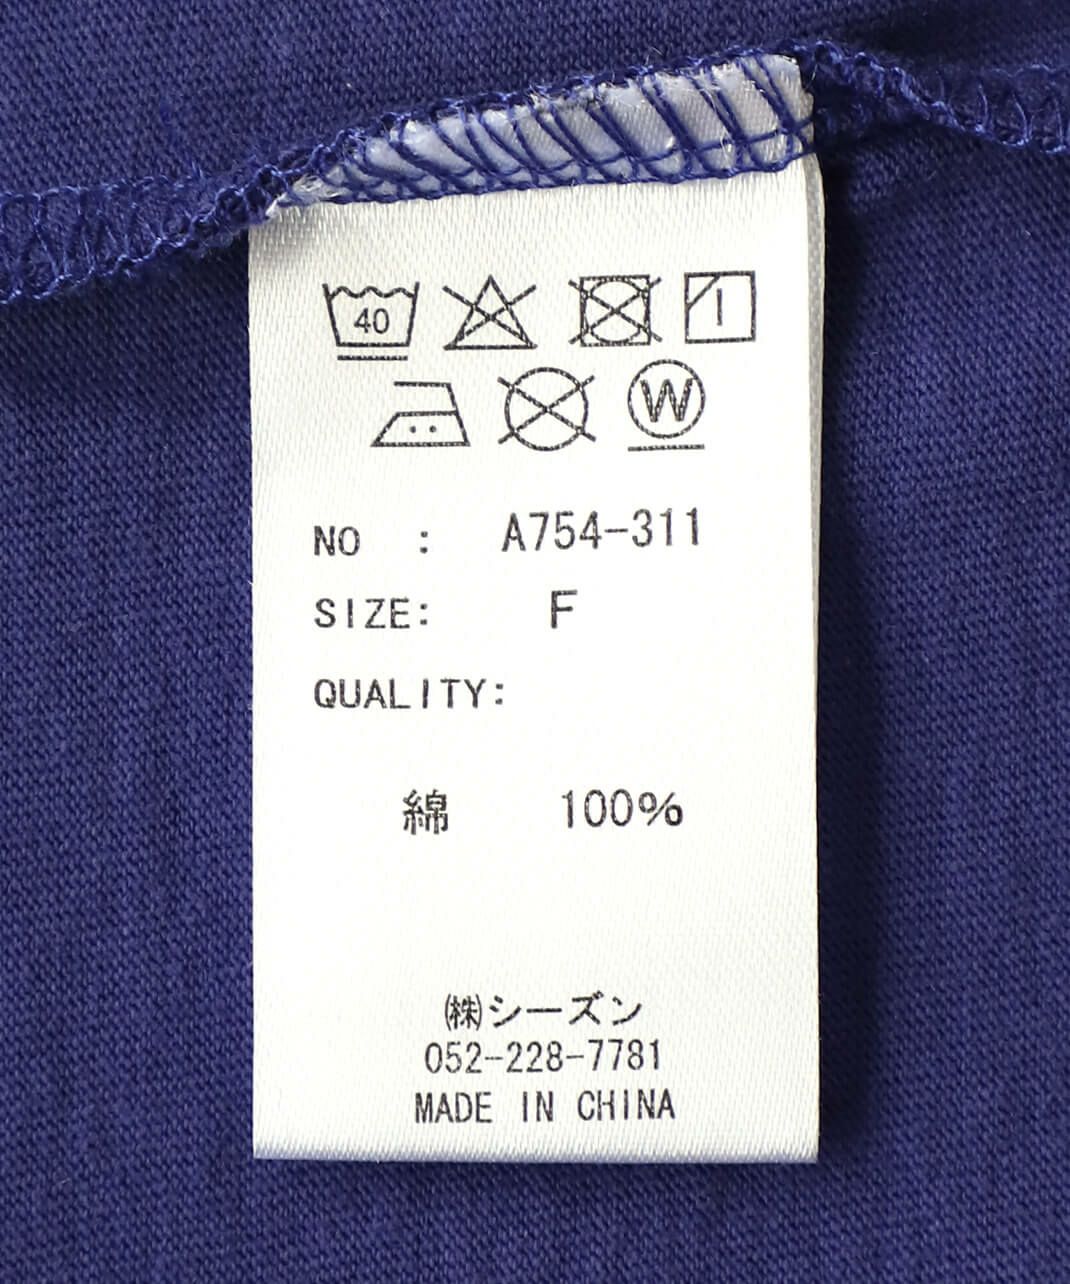 40
W
NO : A754-311
SIZE: F
QUALITY:
綿 100%
㈱シーズン
052-228-7781
MADE IN CHINA